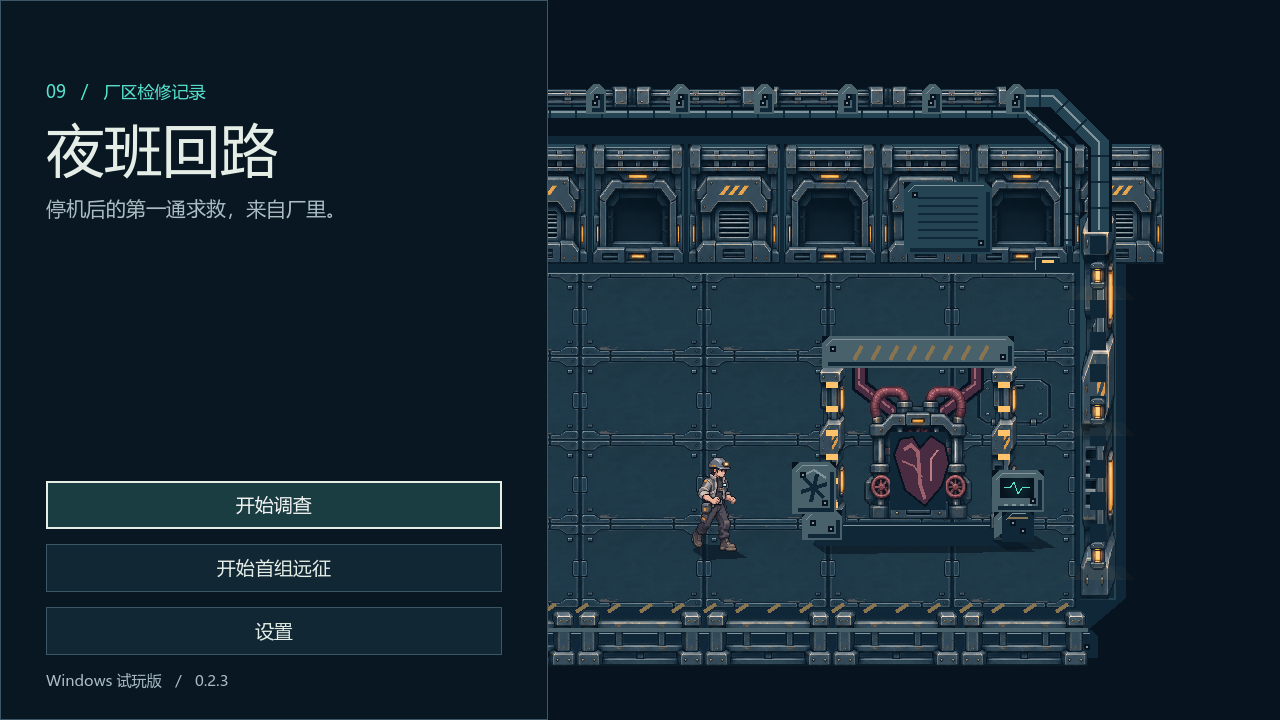 09 / 厂区检修记录
夜班回路
停机后的第一通求救，来自厂里。
开始调查
开始首组远征
设置
Windows 试玩版 / 0.2.3